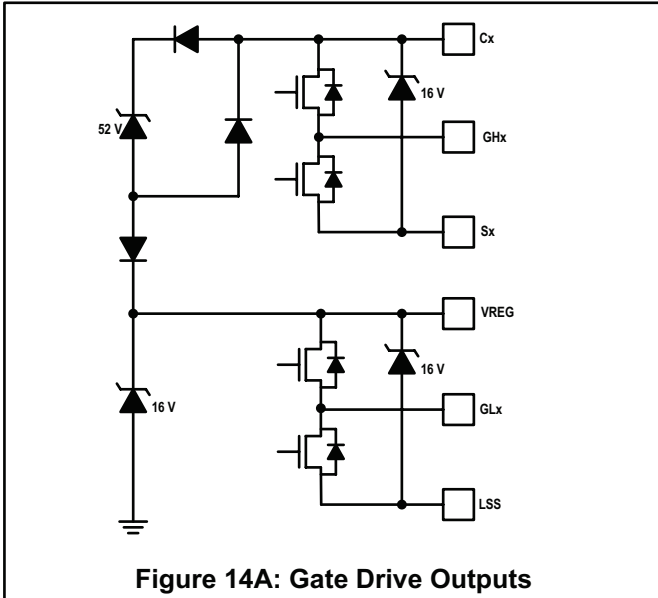 Cx
16 V
52 V
GHx
Sx
VREG
16 V
16 V
GLx
LSS
Figure 14A: Gate Drive Outputs